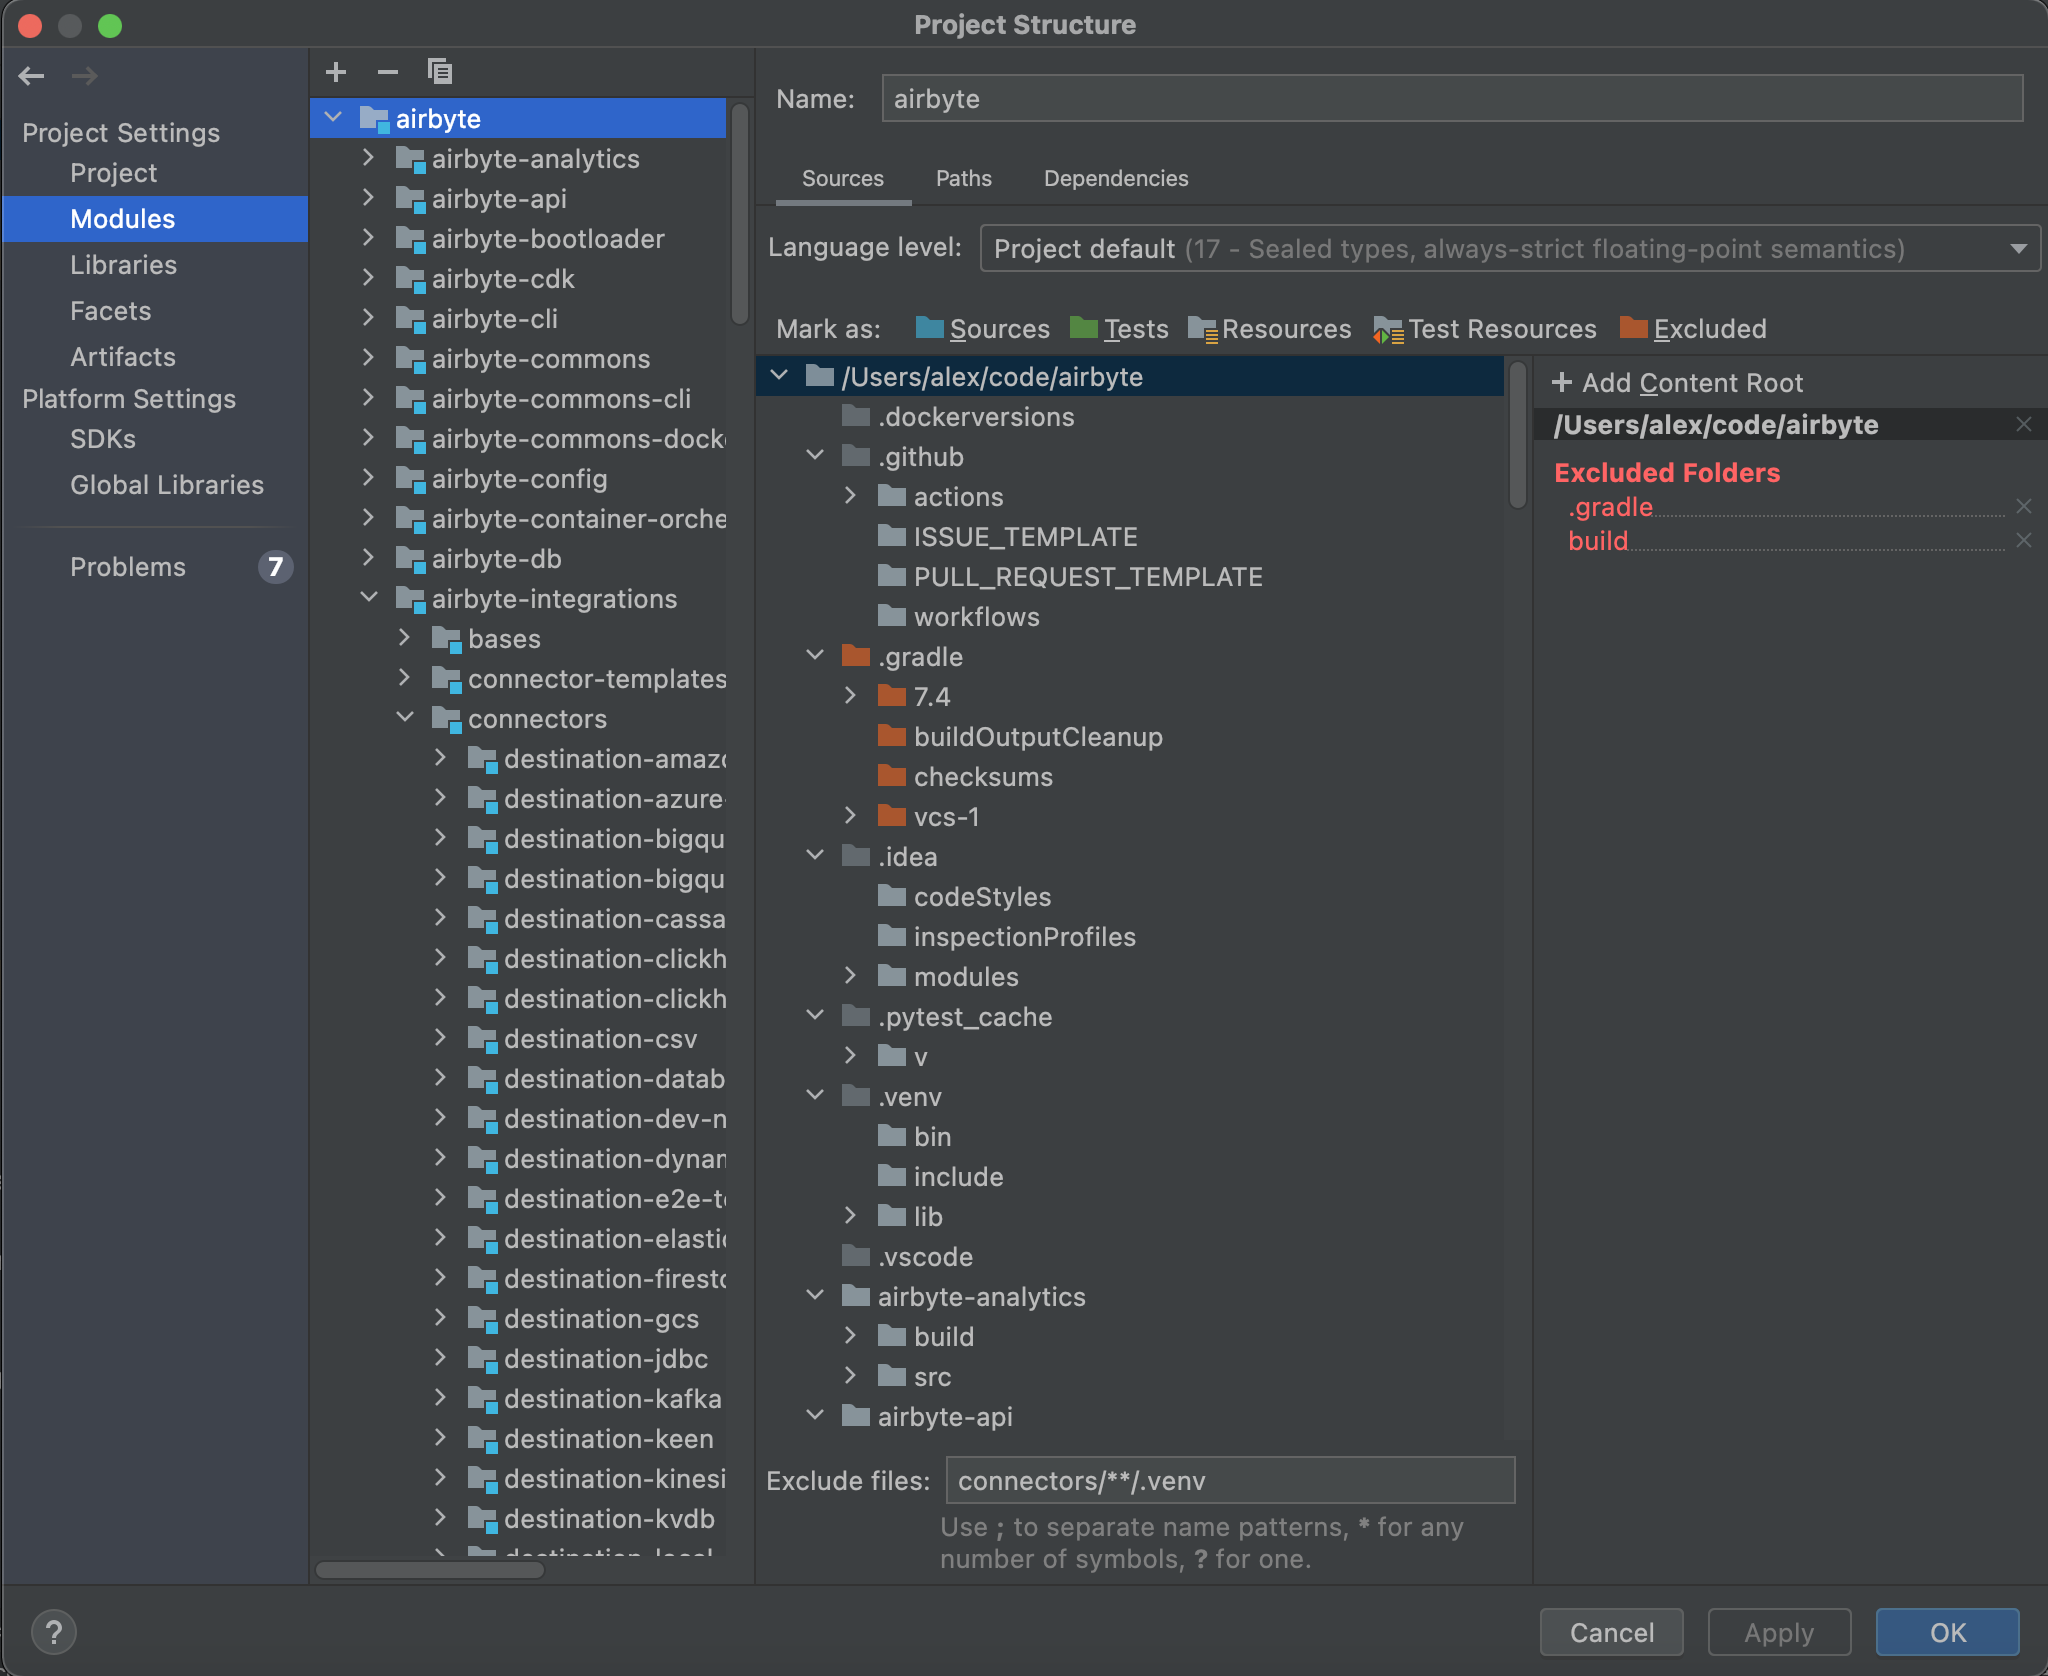 Project Structure
Project Settings
Project
Modules
Libraries
Facets
Artifacts
Platform Settings
SDKs
Global Libraries
Problems 7
airbyte
airbyte-analytics
airbyte-api
airbyte-bootloader
airbyte-cdk
airbyte-cli
airbyte-commons
airbyte-commons-cli
airbyte-commons-docke
airbyte-config
airbyte-container-orche
airbyte-db
airbyte-integrations
bases
connector-templates
connectors
destination-amazo
destination-azure-
destination-bigqu
destination-bigqu
destination-cassa
destination-clickh
destination-clickh
destination-csv
destination-datab
destination-dev-n
destination-dynam
destination-e2e-te
destination-elastic
destination-firesto
destination-gcs
destination-jdbc
destination-kafka
destination-keen
destination-kinesi
destination-kvdb
destination-local
Name: airbyte
Sources Paths Dependencies
Language level: Project default (17 - Sealed types, always-strict floating-point semantics)
Mark as: Sources Tests Resources Test Resources Excluded
/Users/alex/code/airbyte
.dockerversions
.github
actions
ISSUE_TEMPLATE
PULL_REQUEST_TEMPLATE
workflows
.gradle
7.4
buildOutputCleanup
checksums
vcs-1
.idea
codeStyles
inspectionProfiles
modules
.pytest_cache
v
.venv
bin
include
lib
.vscode
airbyte-analytics
build
src
airbyte-api
Exclude files: connectors/**/.venv
Use ; to separate name patterns, * for any
number of symbols, ? for one.
+ Add Content Root
/Users/alex/code/airbyte
Excluded Folders
.gradle
build
? Cancel Apply OK